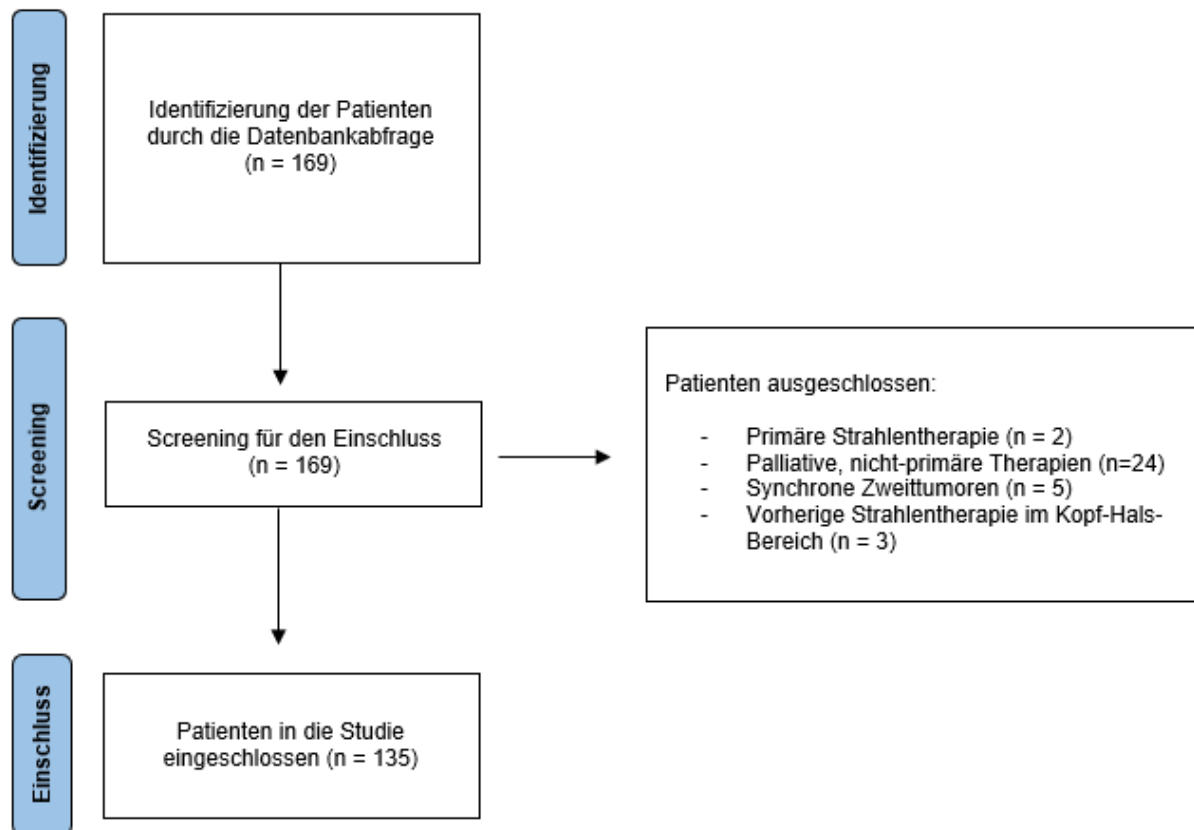 Identifizierung
Identifizierung der Patienten
durch die Datenbankabfrage
(n = 169)
Screening
Screening für den Einschluss
(n = 169)
Patienten ausgeschlossen:
- Primäre Strahlentherapie (n = 2)
- Palliative, nicht-primäre Therapien (n=24)
- Synchrone Zweittumoren (n = 5)
- Vorherige Strahlentherapie im Kopf-Hals-
Bereich (n = 3)
Einschluss
Patienten in die Studie
eingeschlossen (n = 135)